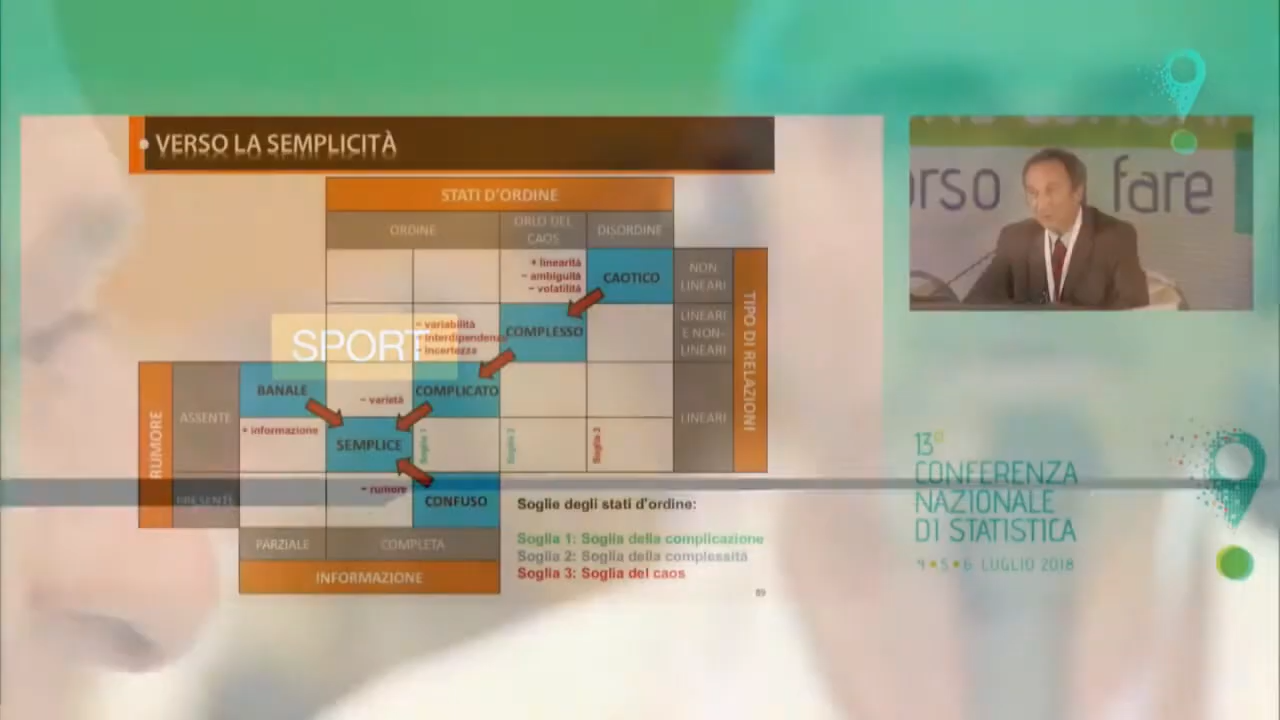 VERSO LA SEMPLICITÀ
STATI D'ORDINE
ORDINE
ORLO DEL
CAOS
DISORDINE
+ linearità
– ambiguità
– volatilità
CAOTICO
NON
LINEARI
– variabilità
+ interdipendenza
– incertezza
COMPLESSO
LINEARI
E NON-
LINEARI
TIPO DI RELAZIONI
SPORT
BANALE
– varietà
COMPLICATO
RUMORE
ASSENTE
+ informazione
SEMPLICE
Soglia 1
Soglia 2
Soglia 3
LINEARI
PRESENTE
– rumore
CONFUSO
PARZIALE
COMPLETA
INFORMAZIONE
Soglie degli stati d'ordine:
Soglia 1: Soglia della complicazione
Soglia 2: Soglia della complessità
Soglia 3: Soglia del caos
89
orso
fare
13°
CONFERENZA
NAZIONALE
DI STATISTICA
4•5•6 LUGLIO 2018